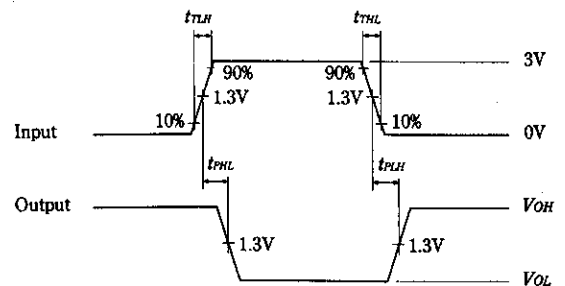 tTLH tTHL
90% 90% 3V
1.3V 1.3V
Input 10% 10% 0V
tPHL tPLH
Output VOH
1.3V 1.3V
VOL